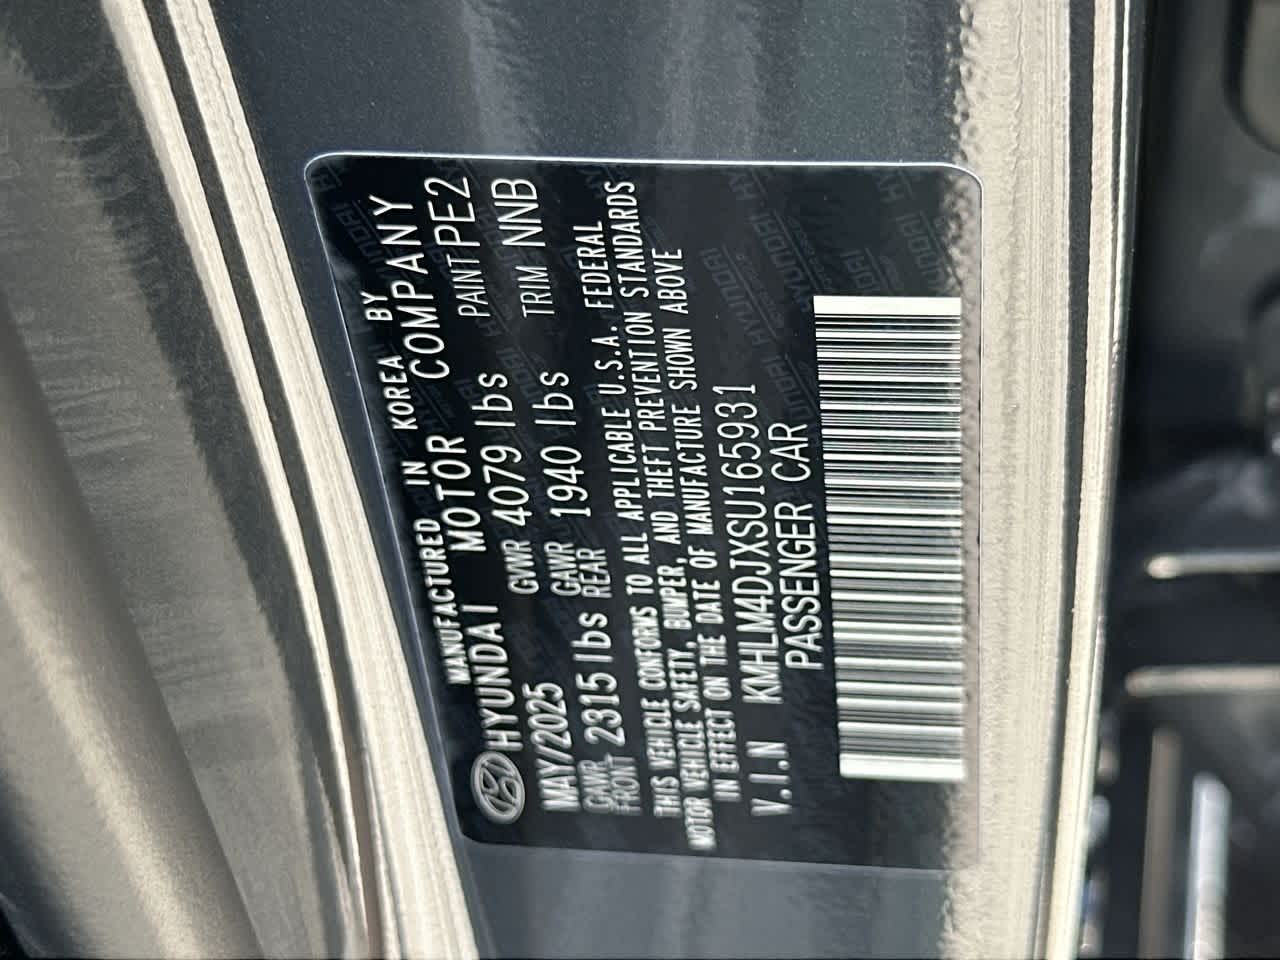 MANUFACTURED IN KOREA BY
HYUNDAI MOTOR COMPANY
MAY/2025 GVWR 4079 lbs PAINT PE2
GAWR FRONT 2315 lbs GAWR REAR 1940 lbs TRIM NNB
THIS VEHICLE CONFORMS TO ALL APPLICABLE U.S.A. FEDERAL
MOTOR VEHICLE SAFETY, BUMPER, AND THEFT PREVENTION STANDARDS
IN EFFECT ON THE DATE OF MANUFACTURE SHOWN ABOVE
V.I.N KMHLM4DJXSU165931
PASSENGER CAR